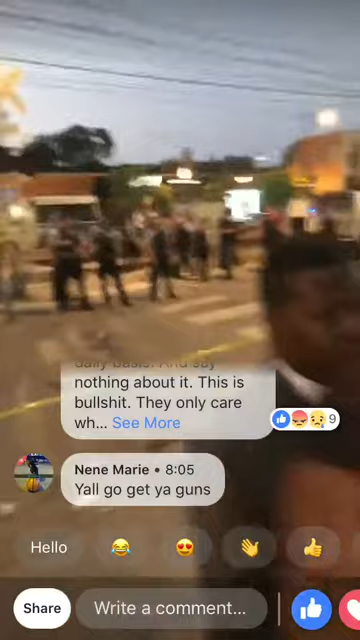 nothing about it. This is
bullshit. They only care
wh... See More
9
Nene Marie • 8:05
Yall go get ya guns
Hello
Share
Write a comment...